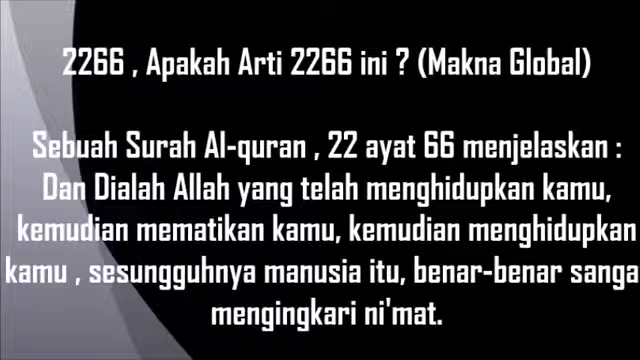 2266 , Apakah Arti 2266 ini ? (Makna Global)
Sebuah Surah Al-quran , 22 ayat 66 menjelaskan :
Dan Dialah Allah yang telah menghidupkan kamu,
kemudian mematikan kamu, kemudian menghidupkan
kamu , sesungguhnya manusia itu, benar-benar sanga
mengingkari ni'mat.